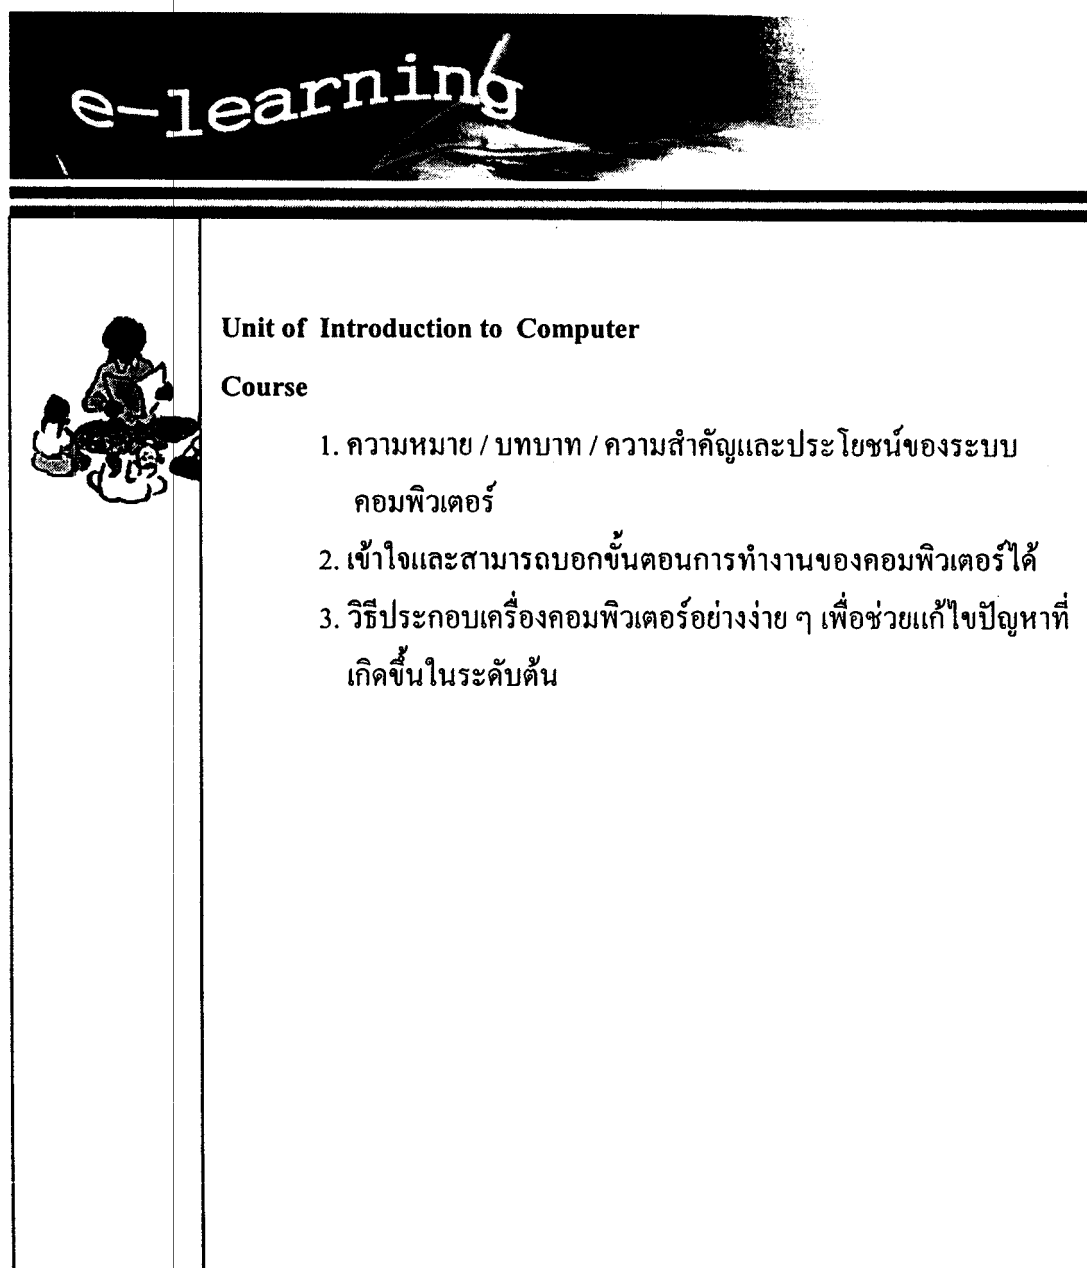 e-learning
Unit of Introduction to Computer
Course
1. ความหมาย / บทบาท / ความสำคัญและประโยชน์ของระบบ
คอมพิวเตอร์
2. เข้าใจและสามารถบอกขั้นตอนการทำงานของคอมพิวเตอร์ได้
3. วิธีประกอบเครื่องคอมพิวเตอร์อย่างง่าย ๆ เพื่อช่วยแก้ไขปัญหาที่
เกิดขึ้นในระดับต้น